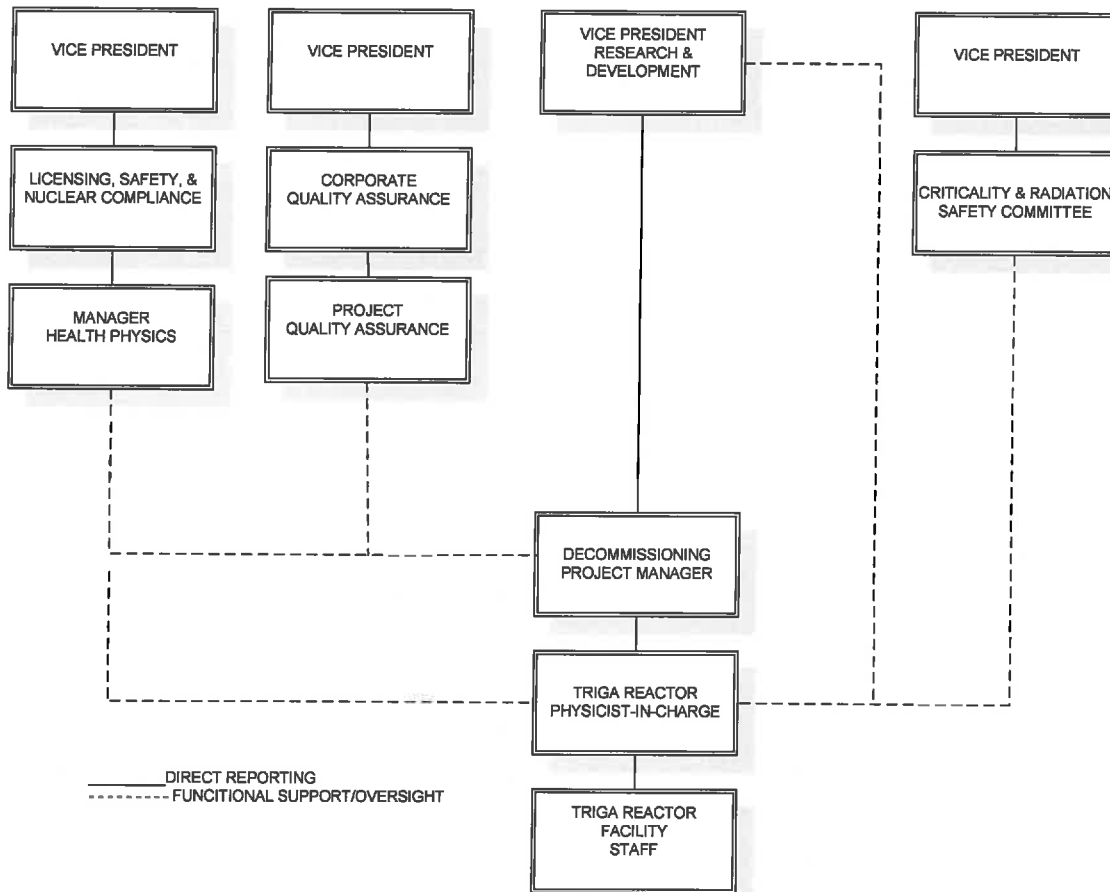 VICE PRESIDENT
VICE PRESIDENT
VICE PRESIDENT
RESEARCH &
DEVELOPMENT
VICE PRESIDENT
LICENSING, SAFETY, &
NUCLEAR COMPLIANCE
CORPORATE
QUALITY ASSURANCE
CRITICALITY & RADIATION
SAFETY COMMITTEE
MANAGER
HEALTH PHYSICS
PROJECT
QUALITY ASSURANCE
DECOMMISSIONING
PROJECT MANAGER
TRIGA REACTOR
PHYSICIST-IN-CHARGE
DIRECT REPORTING
FUNCITIONAL SUPPORT/OVERSIGHT
TRIGA REACTOR
FACILITY
STAFF